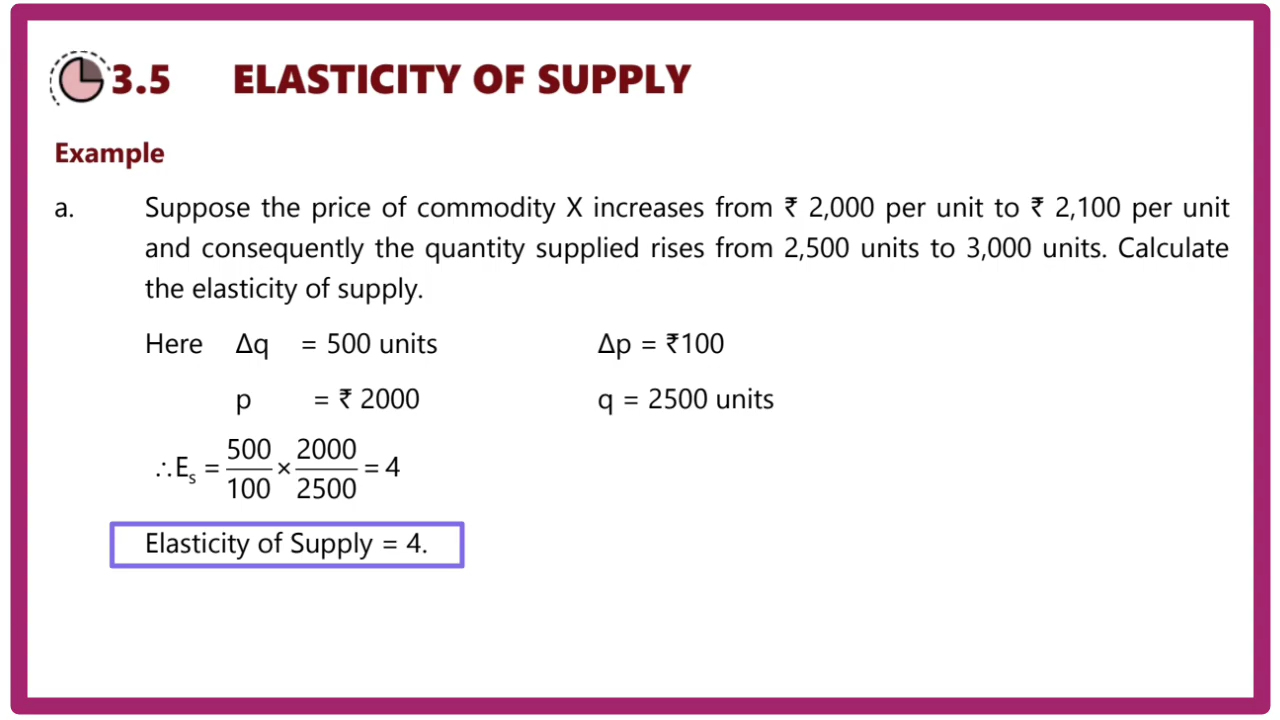 3.5 ELASTICITY OF SUPPLY
Example
a. Suppose the price of commodity X increases from ₹ 2,000 per unit to ₹ 2,100 per unit
and consequently the quantity supplied rises from 2,500 units to 3,000 units. Calculate
the elasticity of supply.
Here Δq = 500 units Δp = ₹100
p = ₹ 2000 q = 2500 units
∴Es = 500/100 × 2000/2500 = 4
Elasticity of Supply = 4.